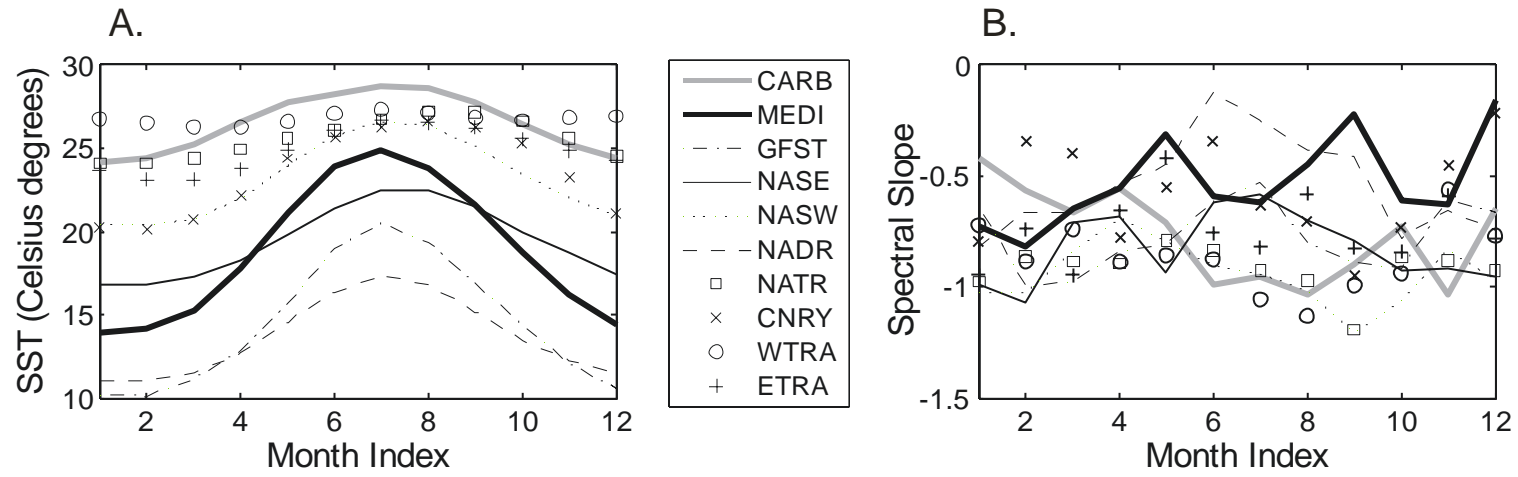 A.
SST (Celsius degrees)
30
25
20
15
10
2 4 6 8 10 12
Month Index
CARB
MEDI
GFST
NASE
NASW
NADR
NATR
CNRY
WTRA
ETRA
B.
Spectral Slope
0
-0.5
-1
-1.5
2 4 6 8 10 12
Month Index